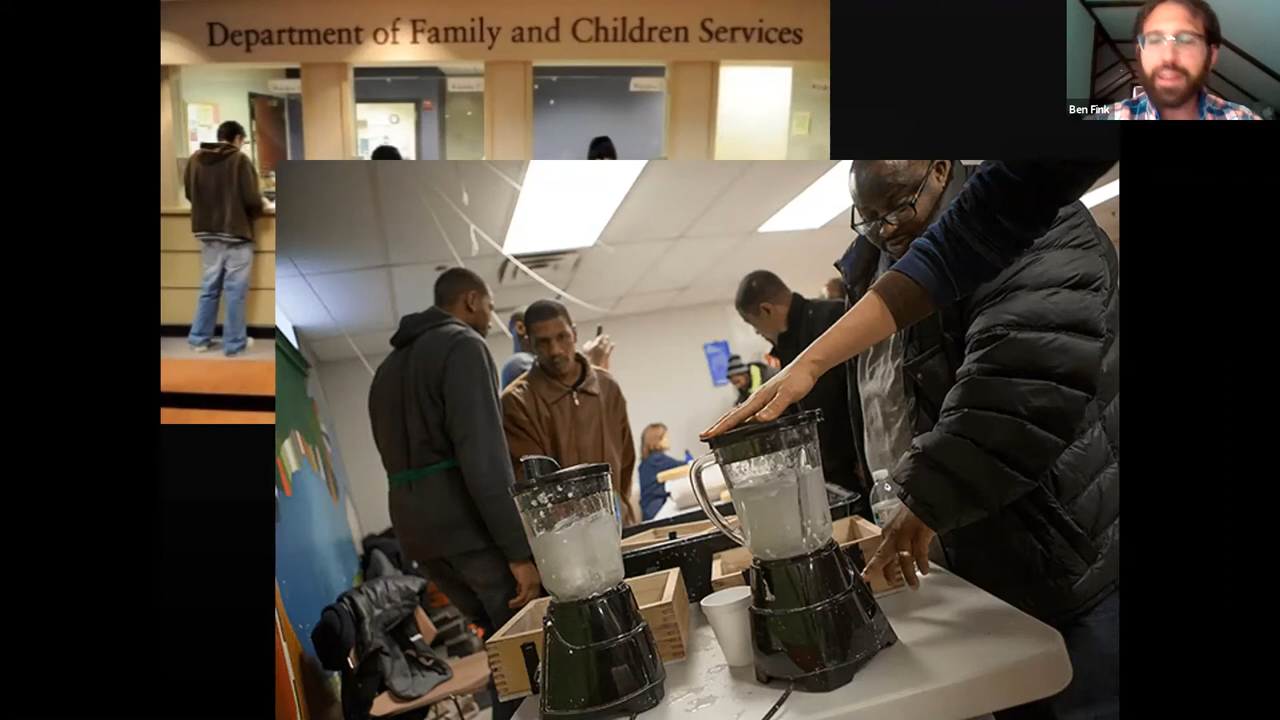 Department of Family and Children Services
Ben Fink